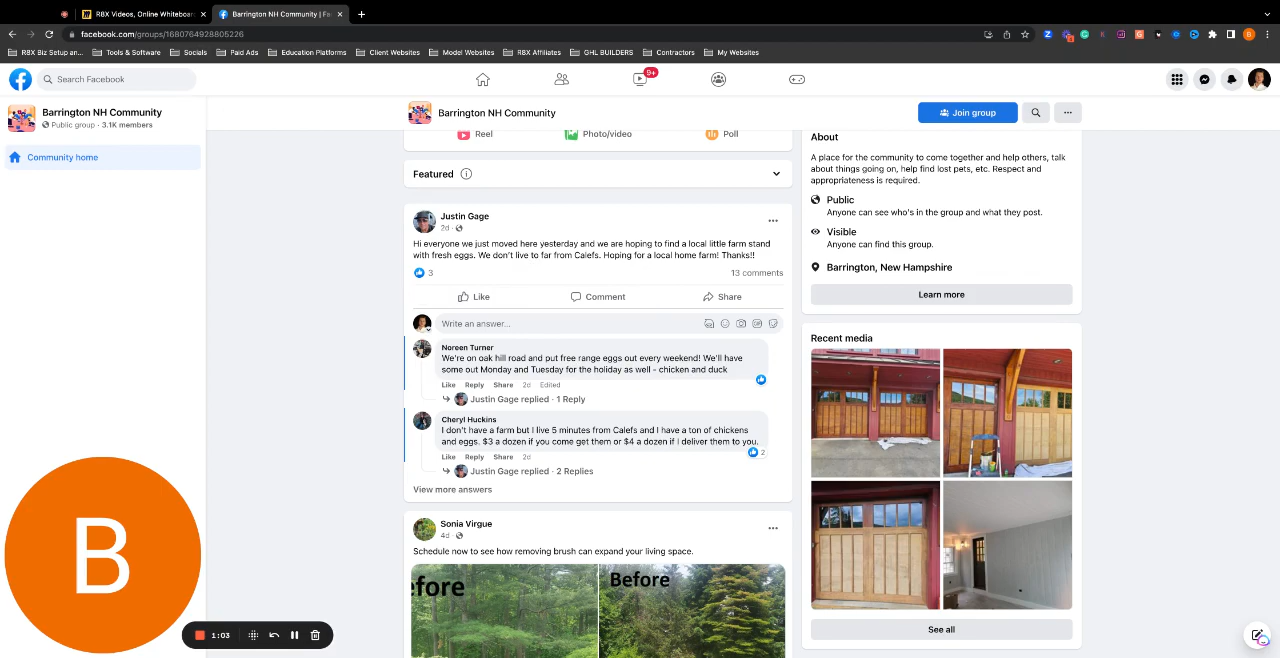 R8X Videos, Online Whiteboar
Barrington NH Community | Fa
facebook.com/groups/1680764928805226
R8X Biz Setup an...
Tools & Software
Socials
Paid Ads
Education Platforms
Client Websites
Model Websites
R8X Affiliates
GHL BUILDERS
Contractors
My Websites
Search Facebook
9+
Barrington NH Community
Public group · 3.1K members
Community home
Barrington NH Community
Join group
Reel
Photo/video
Poll
Featured
Justin Gage
2d
Hi everyone we just moved here yesterday and we are hoping to find a local little farm stand
with fresh eggs. We don't live to far from Calefs. Hoping for a local home farm! Thanks!!
3
13 comments
Like
Comment
Share
Write an answer...
Noreen Turner
We're on oak hill road and put free range eggs out every weekend! We'll have
some out Monday and Tuesday for the holiday as well - chicken and duck
Like Reply Share 2d Edited
Justin Gage replied · 1 Reply
Cheryl Huckins
I don't have a farm but I live 5 minutes from Calefs and I have a ton of chickens
and eggs. $3 a dozen if you come get them or $4 a dozen if I deliver them to you.
2
Like Reply Share 2d
Justin Gage replied · 2 Replies
View more answers
Sonia Virgue
4d
Schedule now to see how removing brush can expand your living space.
efore
Before
About
A place for the community to come together and help others, talk
about things going on, help find lost pets, etc. Respect and
appropriateness is required.
Public
Anyone can see who's in the group and what they post.
Visible
Anyone can find this group.
Barrington, New Hampshire
Learn more
Recent media
See all
B
1:03